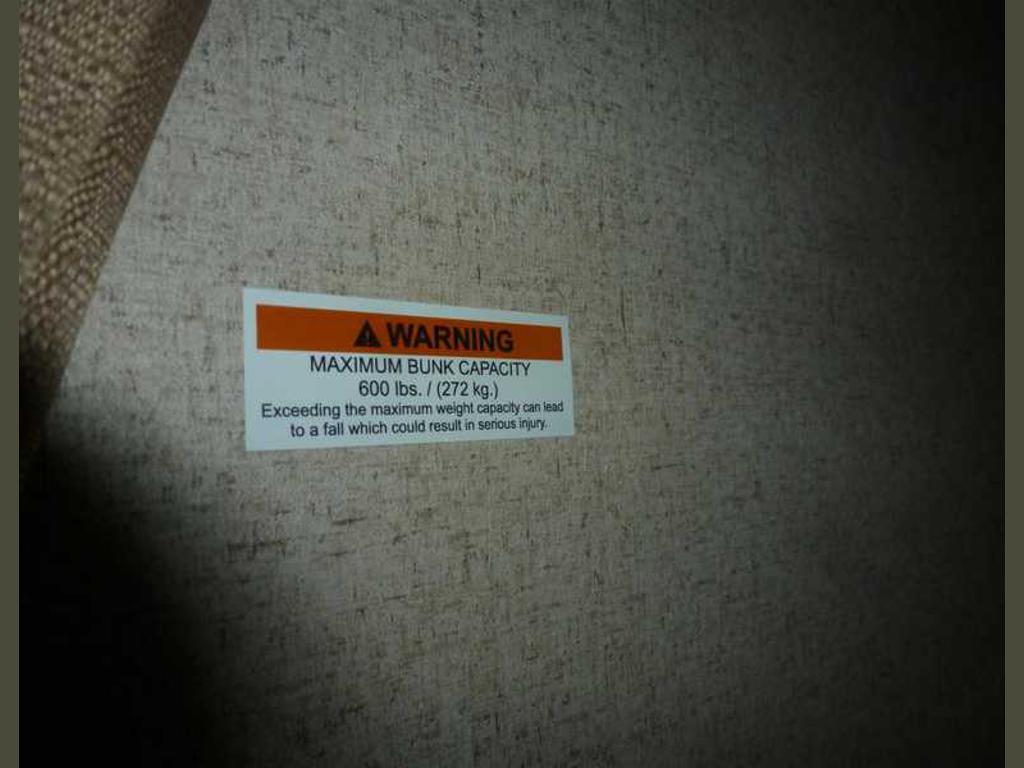 WARNING
MAXIMUM BUNK CAPACITY
600 lbs. / (272 kg.)
Exceeding the maximum weight capacity can lead
to a fall which could result in serious injury.